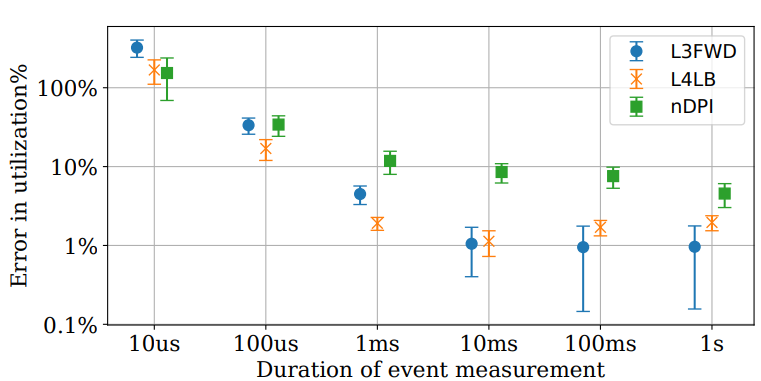 Error in utilization%
100%
10%
1%
0.1%
L3FWD
L4LB
nDPI
10us 100us 1ms 10ms 100ms 1s
Duration of event measurement